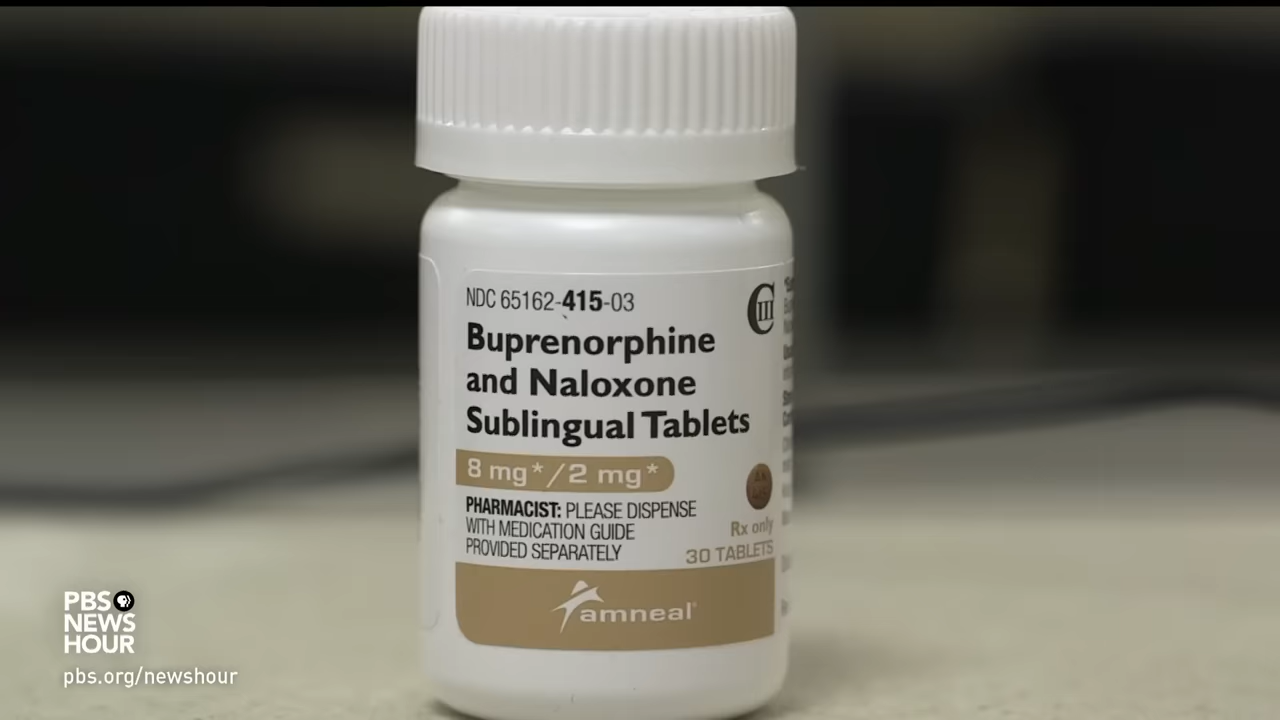 NDC 65162-415-03
CIII
Buprenorphine
and Naloxone
Sublingual Tablets
8 mg*/2 mg*
PHARMACIST: PLEASE DISPENSE
WITH MEDICATION GUIDE
PROVIDED SEPARATELY
Rx only
30 TABLETS
amneal
PBS
NEWS
HOUR
pbs.org/newshour